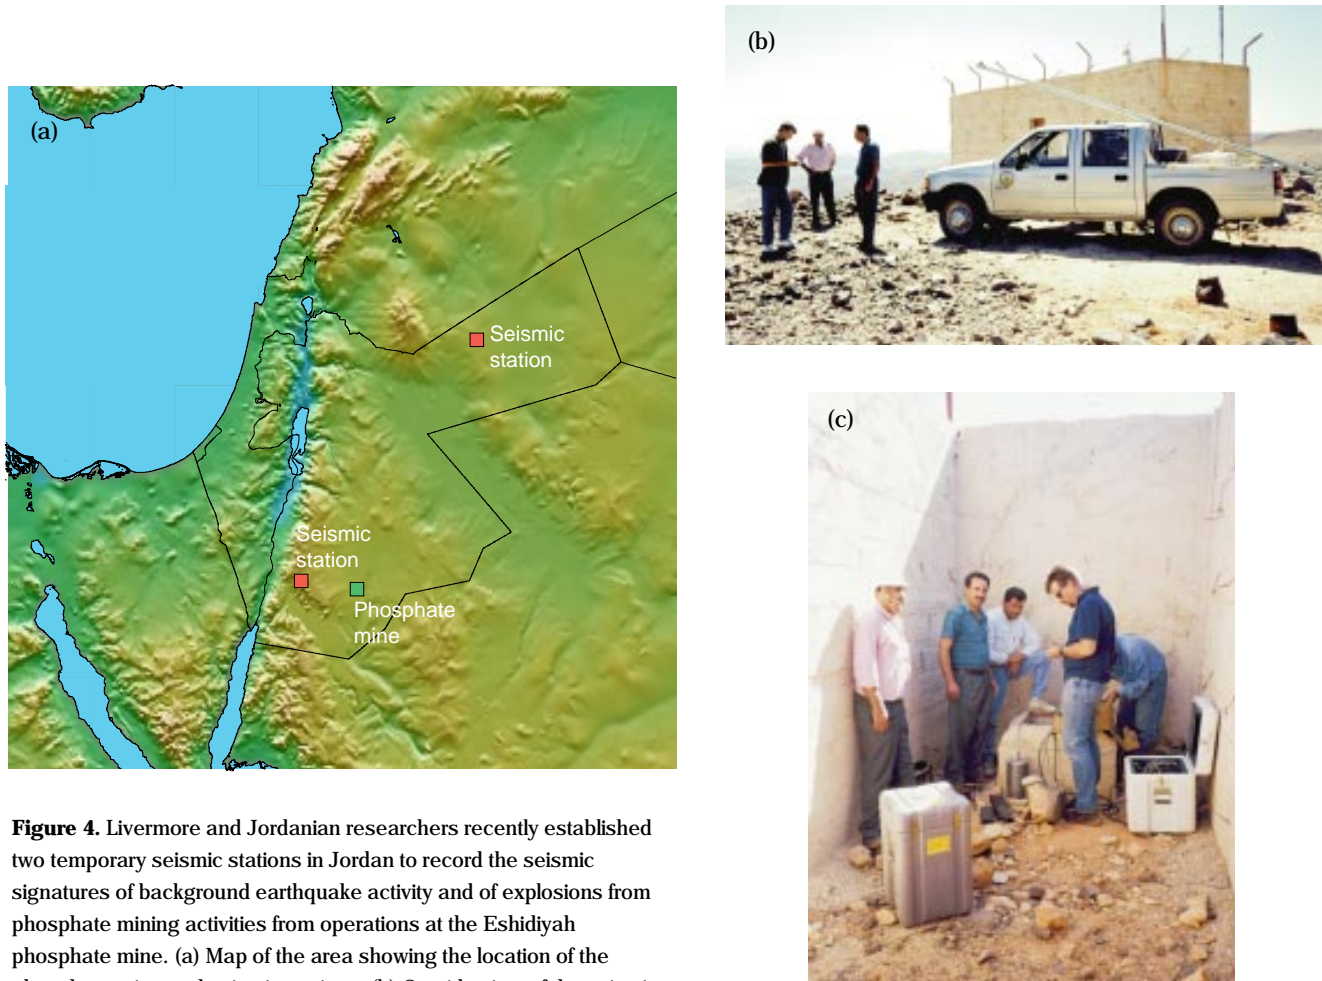 (a)
Seismic
station
Seismic
station
Phosphate
mine
(b)
(c)
Figure 4. Livermore and Jordanian researchers recently established
two temporary seismic stations in Jordan to record the seismic
signatures of background earthquake activity and of explosions from
phosphate mining activities from operations at the Eshidiyah
phosphate mine. (a) Map of the area showing the location of the